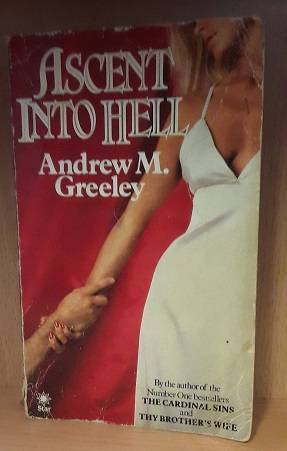 ASCENT
INTO HELL
Andrew M.
Greeley
By the author of the
Number One bestsellers
THE CARDINAL SINS
and
THY BROTHER'S WIFE
STAR